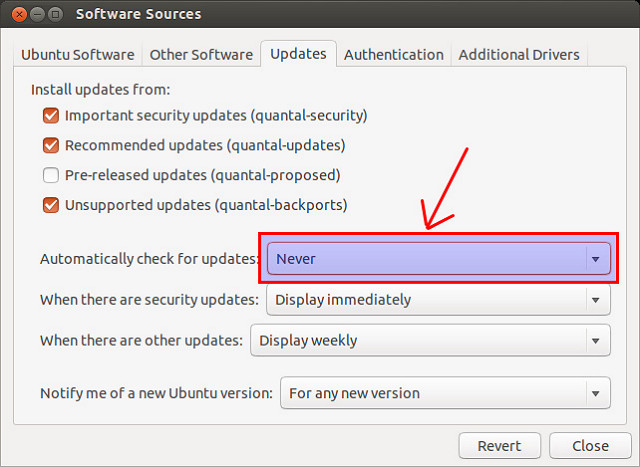 Software Sources
Ubuntu Software Other Software Updates Authentication Additional Drivers
Install updates from:
Important security updates (quantal-security)
Recommended updates (quantal-updates)
Pre-released updates (quantal-proposed)
Unsupported updates (quantal-backports)
Automatically check for updates: Never
When there are security updates: Display immediately
When there are other updates: Display weekly
Notify me of a new Ubuntu version: For any new version
Revert Close